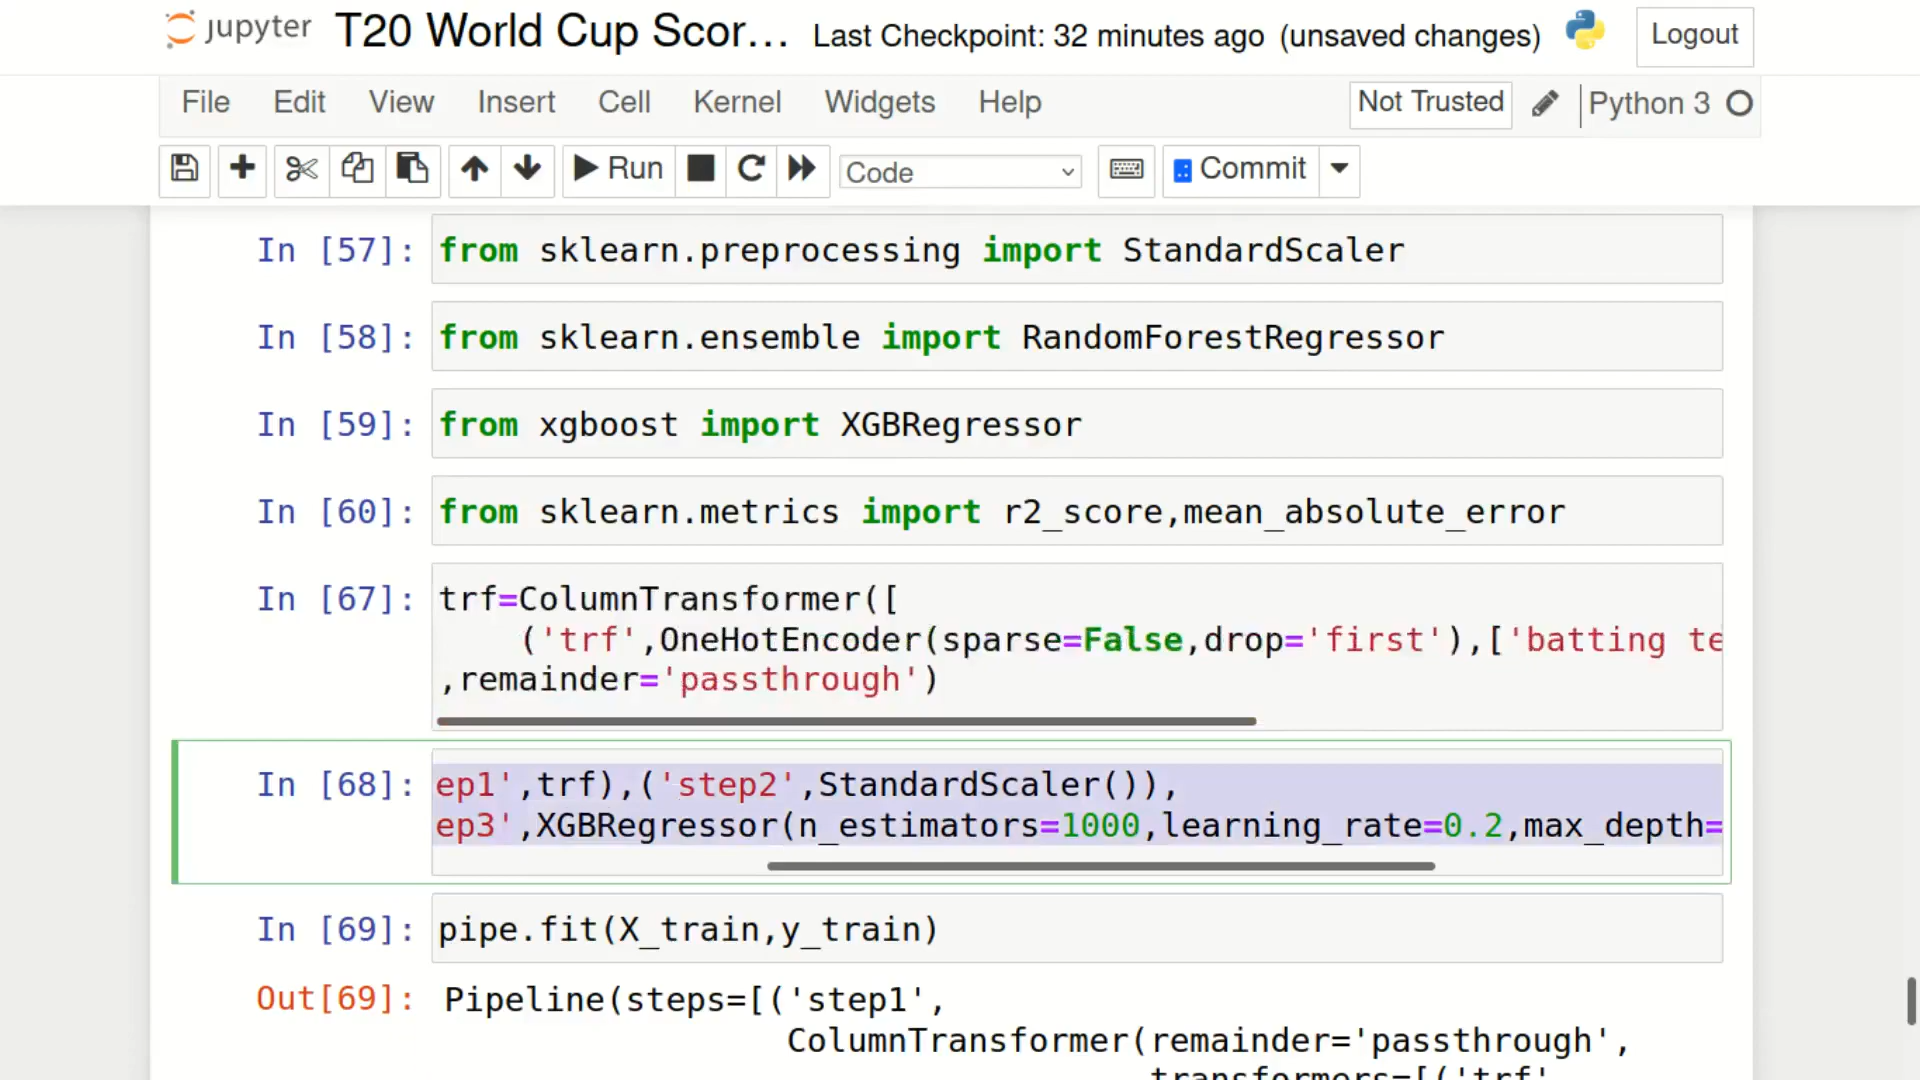 jupyter T20 World Cup Scor... Last Checkpoint: 32 minutes ago (unsaved changes) Logout
File Edit View Insert Cell Kernel Widgets Help Not Trusted Python 3
Run Code Commit
In [57]: from sklearn.preprocessing import StandardScaler
In [58]: from sklearn.ensemble import RandomForestRegressor
In [59]: from xgboost import XGBRegressor
In [60]: from sklearn.metrics import r2_score,mean_absolute_error
In [67]: trf=ColumnTransformer([
('trf',OneHotEncoder(sparse=False,drop='first'),['batting te
,remainder='passthrough')
In [68]: ep1',trf),('step2',StandardScaler()),
ep3',XGBRegressor(n_estimators=1000,learning_rate=0.2,max_depth=
In [69]: pipe.fit(X_train,y_train)
Out[69]: Pipeline(steps=[('step1',
ColumnTransformer(remainder='passthrough',
transformers=[('trf'